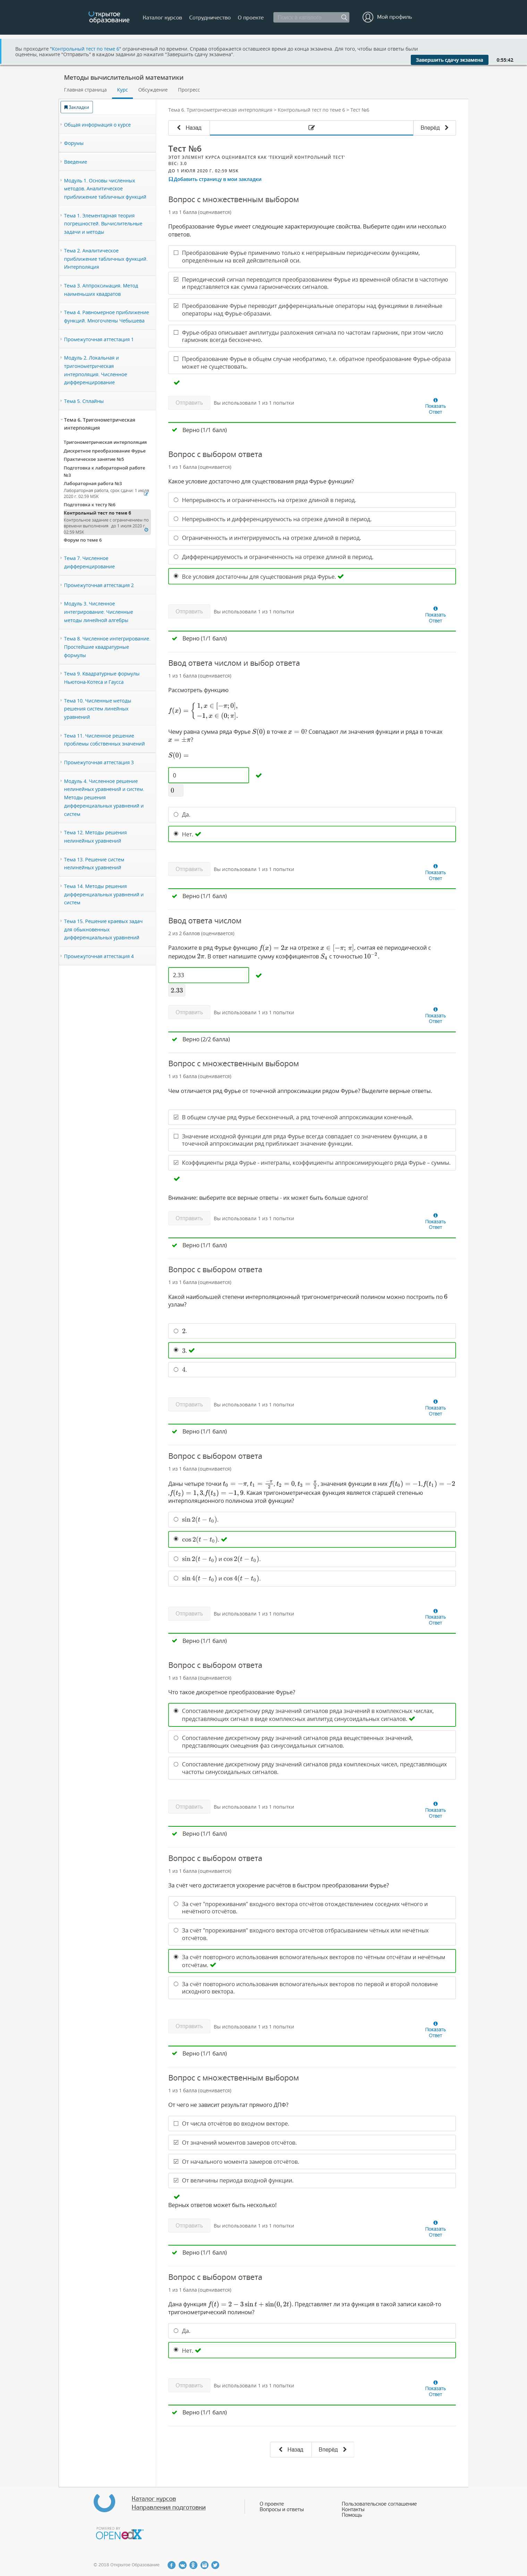 Открытое образование
Каталог курсов
Сотрудничество
О проекте
Мой профиль
Вы проходите "Контрольный тест по теме 6" ограниченный по времени. Справа отображается оставшееся время до конца экзамена. Для того, чтобы ваши ответы были
оценены, нажмите "Отправить" в каждом задании до нажатия "Завершить сдачу экзамена".
Завершить сдачу экзамена
0:55:42
Методы вычислительной математики
Главная страница
Курс
Обсуждение
Прогресс
Закладки
Общая информация о курсе
Форумы
Введение
Модуль 1. Основы численных
методов. Аналитическое
приближение табличных функций
Тема 1. Элементарная теория
погрешностей. Вычислительные
задачи и методы
Тема 2. Аналитическое
приближение табличных функций.
Интерполяция
Тема 3. Аппроксимация. Метод
наименьших квадратов
Тема 4. Равномерное приближение
функций. Многочлены Чебышева
Промежуточная аттестация 1
Модуль 2. Локальная и
тригонометрическая
интерполяция. Численное
дифференцирование
Тема 5. Сплайны
Тема 6. Тригонометрическая
интерполяция
Тригонометрическая интерполяция
Дискретное преобразование Фурье
Практическое занятие №5
Подготовка к лабораторной работе
№3
Лабораторная работа №3
Лабораторная работа, срок сдачи: 1 июля
2020 г. 02:59 MSK
Подготовка к тесту №6
Контрольный тест по теме 6
Контрольное задание с ограничением по
времени выполнения до 1 июля 2020 г.
02:59 MSK
Форум по теме 6
Тема 7. Численное
дифференцирование
Промежуточная аттестация 2
Модуль 3. Численное
интегрирование. Численные
методы линейной алгебры
Тема 8. Численное интегрирование.
Простейшие квадратурные
формулы
Тема 9. Квадратурные формулы
Ньютона-Котеса и Гаусса
Тема 10. Численные методы
решения систем линейных
уравнений
Тема 11. Численное решение
проблемы собственных значений
Промежуточная аттестация 3
Модуль 4. Численное решение
нелинейных уравнений и систем.
Методы решения
дифференциальных уравнений и
систем
Тема 12. Методы решения
нелинейных уравнений
Тема 13. Решение систем
нелинейных уравнений
Тема 14. Методы решения
дифференциальных уравнений и
систем
Тема 15. Решение краевых задач
для обыкновенных
дифференциальных уравнений
Промежуточная аттестация 4
Тема 6. Тригонометрическая интерполяция > Контрольный тест по теме 6 > Тест №6
Назад
Вперед
Тест №6
ЭТОТ ЭЛЕМЕНТ КУРСА ОЦЕНИВАЕТСЯ КАК 'ТЕКУЩИЙ КОНТРОЛЬНЫЙ ТЕСТ'
ВЕС: 3.0
ДО 1 ИЮЛЯ 2020 Г. 02:59 MSK
Добавить страницу в мои закладки
Вопрос с множественным выбором
1 из 1 балла (оценивается)
Преобразование Фурье имеет следующие характеризующие свойства. Выберете один или несколько
ответов.
Преобразование Фурье применимо только к непрерывным периодическим функциям,
определенным на всей действительной оси.
Периодический сигнал переводится преобразованием Фурье из временной области в частотную
и представляется как сумма гармонических сигналов.
Преобразование Фурье переводит дифференциальные операторы над функциями в линейные
операторы над Фурье-образами.
Фурье-образ описывает амплитуды разложения сигнала по частотам гармоник, при этом число
гармоник всегда бесконечно.
Преобразование Фурье в общем случае необратимо, т.е. обратное преобразование Фурье-образа
может не существовать.
Отправить
Вы использовали 1 из 1 попытки
Показать Ответ
Верно (1/1 балл)
Вопрос с выбором ответа
1 из 1 балла (оценивается)
Какое условие достаточно для существования ряда Фурье функции?
Непрерывность и ограниченность на отрезке длиной в период.
Непрерывность и дифференцируемость на отрезке длиной в период.
Ограниченность и интегрируемость на отрезке длиной в период.
Дифференцируемость и ограниченность на отрезке длиной в период.
Все условия достаточны для существования ряда Фурье.
Отправить
Вы использовали 1 из 1 попытки
Показать Ответ
Верно (1/1 балл)
Ввод ответа числом и выбор ответа
1 из 1 балла (оценивается)
Рассмотрим функцию
f(x) = { 1, x ∈ [−π; 0],
−1, x ∈ (0; π].
Чему равна сумма ряда Фурье S(0) в точке x = 0? Совпадают ли значения функции и ряда в точках
x = ±π?
S(0) =
0
0
Да.
Нет.
Отправить
Вы использовали 1 из 1 попытки
Показать Ответ
Верно (1/1 балл)
Ввод ответа числом
2 из 2 баллов (оценивается)
Разложите в ряд Фурье функцию f(x) = 2x на отрезке x ∈ [−π; π], считая её периодической с
периодом 2π. В ответ напишите сумму коэффициентов S₄ с точностью 10⁻².
2.33
2.33
Отправить
Вы использовали 1 из 1 попытки
Показать Ответ
Верно (2/2 балла)
Вопрос с множественным выбором
1 из 1 балла (оценивается)
Чем отличается ряд Фурье от точечной аппроксимации рядом Фурье? Выделите верные ответы.
В общем случае ряд Фурье бесконечный, а ряд точечной аппроксимации конечный.
Значение исходной функции для ряда Фурье всегда совпадает со значением функции, а в
точечной аппроксимации ряд приближает значение функции.
Коэффициенты ряда Фурье - интегралы, коэффициенты аппроксимирующего ряда Фурье – суммы.
Внимание: выберите все верные ответы - их может быть больше одного!
Отправить
Вы использовали 1 из 1 попытки
Показать Ответ
Верно (1/1 балл)
Вопрос с выбором ответа
1 из 1 балла (оценивается)
Какой наибольшей степени интерполяционный тригонометрический полином можно построить по 6
узлам?
2.
3.
4.
Отправить
Вы использовали 1 из 1 попытки
Показать Ответ
Верно (1/1 балл)
Вопрос с выбором ответа
1 из 1 балла (оценивается)
Даны четыре точки t₀ = −π, t₁ = −π/2, t₂ = 0, t₃ = π/2, значения функции в них f(t₀) = −1, f(t₁) = −2
, f(t₂) = 1, 3, f(t₃) = −1, 9. Какая тригонометрическая функция является старшей степенью
интерполяционного полинома этой функции?
sin 2(t − t₀).
cos 2(t − t₀).
sin 2(t − t₀) и cos 2(t − t₀).
sin 4(t − t₀) и cos 4(t − t₀).
Отправить
Вы использовали 1 из 1 попытки
Показать Ответ
Верно (1/1 балл)
Вопрос с выбором ответа
1 из 1 балла (оценивается)
Что такое дискретное преобразование Фурье?
Сопоставление дискретному ряду значений сигналов ряда значений в комплексных числах,
представляющих сигнал в виде комплексных амплитуд синусоидальных сигналов.
Сопоставление дискретному ряду значений сигналов ряда вещественных значений,
представляющих смещения фаз синусоидальных сигналов.
Сопоставление дискретному ряду значений сигналов ряда комплексных чисел, представляющих
частоты синусоидальных сигналов.
Отправить
Вы использовали 1 из 1 попытки
Показать Ответ
Верно (1/1 балл)
Вопрос с выбором ответа
1 из 1 балла (оценивается)
За счёт чего достигается ускорение расчётов в быстром преобразовании Фурье?
За счет "прореживания" входного вектора отсчётов отождествлением соседних чётного и
нечётного отсчётов.
За счёт "прореживания" входного вектора отсчётов отбрасыванием чётных или нечётных
отсчётов.
За счёт повторного использования вспомогательных векторов по чётным отсчётам и нечётным
отсчётам.
За счёт повторного использования вспомогательных векторов по первой и второй половине
исходного вектора.
Отправить
Вы использовали 1 из 1 попытки
Показать Ответ
Верно (1/1 балл)
Вопрос с множественным выбором
1 из 1 балла (оценивается)
От чего не зависит результат прямого ДПФ?
От числа отсчётов во входном векторе.
От значений моментов замеров отсчётов.
От начального момента замеров отсчётов.
От величины периода входной функции.
Верных ответов может быть несколько!
Отправить
Вы использовали 1 из 1 попытки
Показать Ответ
Верно (1/1 балл)
Вопрос с выбором ответа
1 из 1 балла (оценивается)
Дана функция f(t) = 2 − 3 sin t + sin(0, 2t). Представляет ли эта функция в такой записи какой-то
тригонометрический полином?
Да.
Нет.
Отправить
Вы использовали 1 из 1 попытки
Показать Ответ
Верно (1/1 балл)
Назад
Вперед
Каталог курсов
Направления подготовки
О проекте
Вопросы и ответы
Пользовательское соглашение
Контакты
Помощь
POWERED BY
OPEN edX
© 2018 Открытое Образование